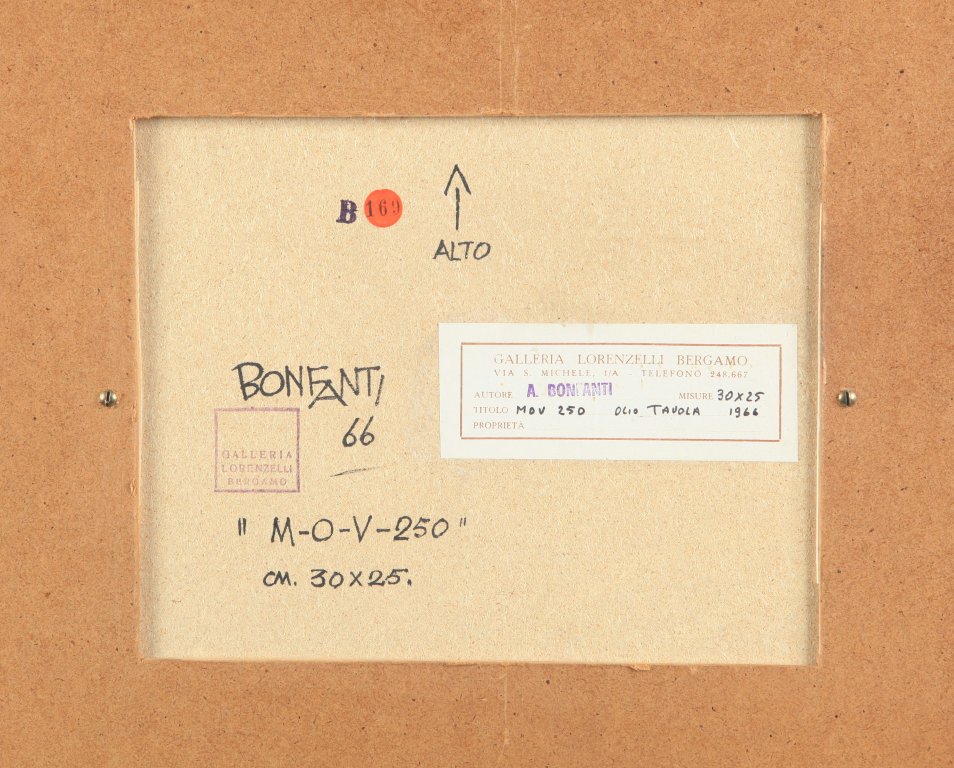 B 169
ALTO
GALLERIA LORENZELLI BERGAMO
VIA S. MICHELE, 1/A - TELEFONO 248.667
AUTORE A. BONFANTI MISURE 30X25
TITOLO MOV 250 OLIO TAVOLA 1966
PROPRIETÀ
BONFANTI
66
GALLERIA
LORENZELLI
BERGAMO
" M-O-V-250 "
CM. 30X25.